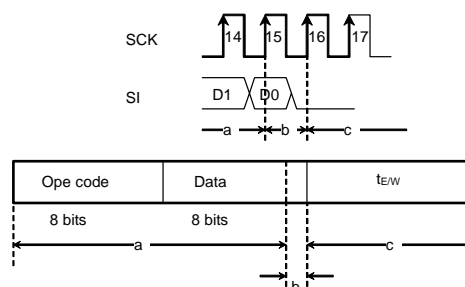 SCK 14 15 16 17
SI D1 D0
a b c
Ope code Data tE/W
8 bits 8 bits
a c
b